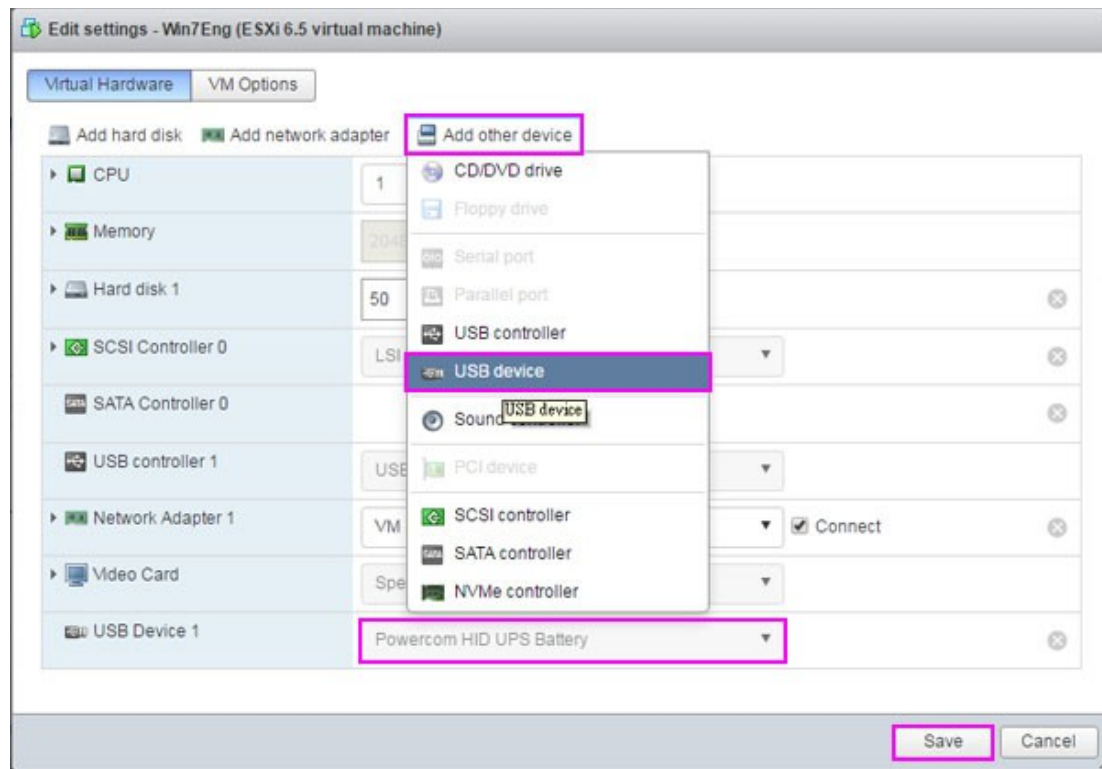 Edit settings - Win7Eng (ESXi 6.5 virtual machine)
Virtual Hardware VM Options
Add hard disk Add network adapter Add other device
CPU 1
CD/DVD drive
Floppy drive
Memory 2048
Serial port
Parallel port
Hard disk 1 50
USB controller
SCSI Controller 0 LSI
USB device
USB device
SATA Controller 0
Sound
USB controller 1 USB
PCI device
SCSI controller
Network Adapter 1 VM Connect
SATA controller
Video Card Spe
NVMe controller
USB Device 1 Powercom HID UPS Battery
Save Cancel